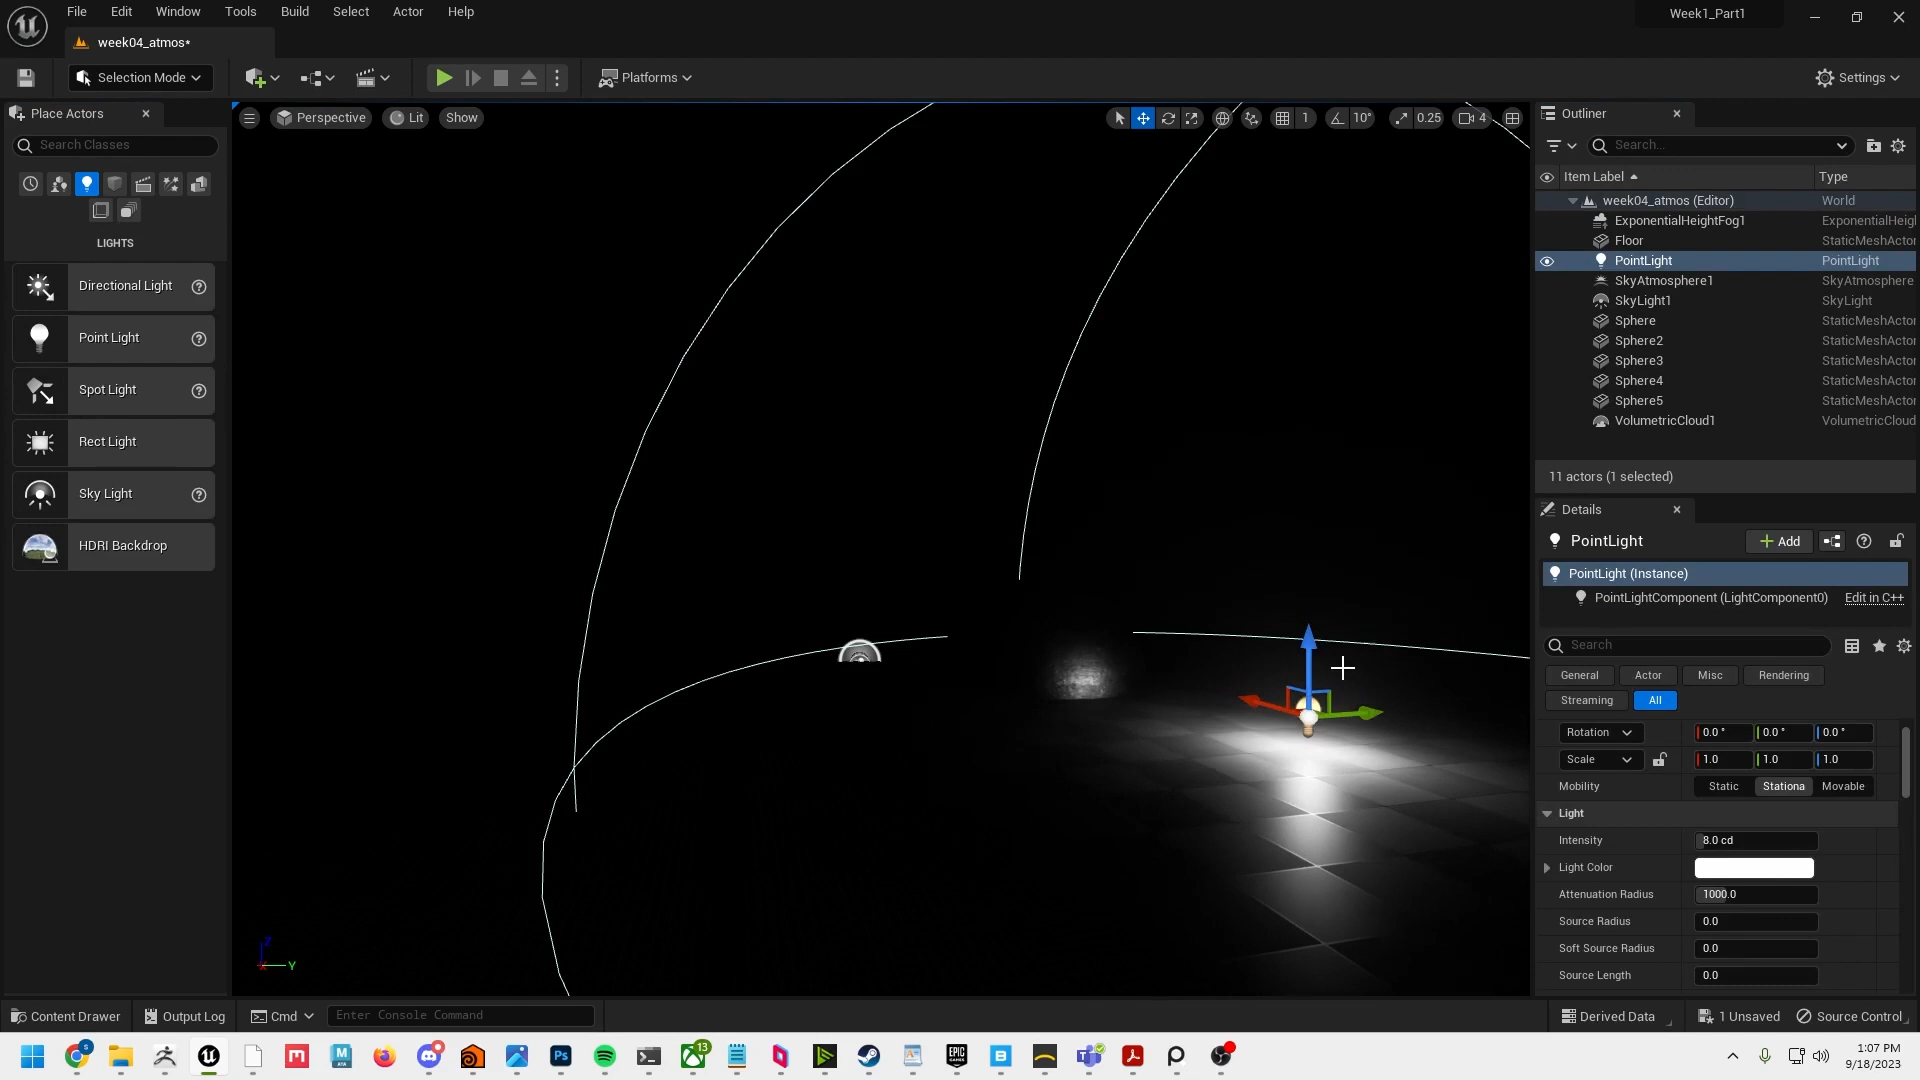 File Edit Window Tools Build Select Actor Help
Week1_Part1
week04_atmos*
Selection Mode
Platforms
Settings
Place Actors
Search Classes
LIGHTS
Directional Light
Point Light
Spot Light
Rect Light
Sky Light
HDRI Backdrop
Perspective Lit Show
1 10° 0.25 4
Z
X Y
Outliner
Search...
Item Label Type
week04_atmos (Editor) World
ExponentialHeightFog1 ExponentialHeigh
Floor StaticMeshActor
PointLight PointLight
SkyAtmosphere1 SkyAtmosphere
SkyLight1 SkyLight
Sphere StaticMeshActor
Sphere2 StaticMeshActor
Sphere3 StaticMeshActor
Sphere4 StaticMeshActor
Sphere5 StaticMeshActor
VolumetricCloud1 VolumetricCloud
11 actors (1 selected)
Details
PointLight
Add
PointLight (Instance)
PointLightComponent (LightComponent0) Edit in C++
Search
General Actor Misc Rendering
Streaming All
Rotation 0.0 ° 0.0 ° 0.0 °
Scale 1.0 1.0 1.0
Mobility Static Stationa Movable
Light
Intensity 8.0 cd
Light Color
Attenuation Radius 1000.0
Source Radius 0.0
Soft Source Radius 0.0
Source Length 0.0
Content Drawer Output Log Cmd Enter Console Command
Derived Data 1 Unsaved Source Control
1:07 PM
9/18/2023